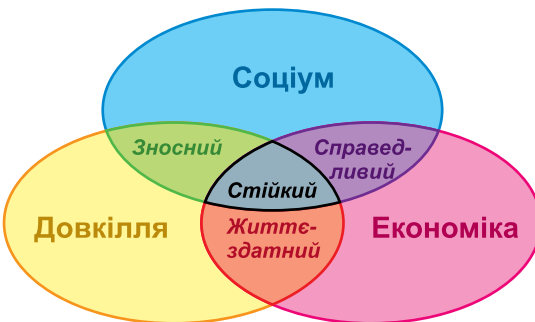 Соціум
Зносний
Справед-
ливий
Стійкий
Довкілля
Життє-
здатний
Економіка